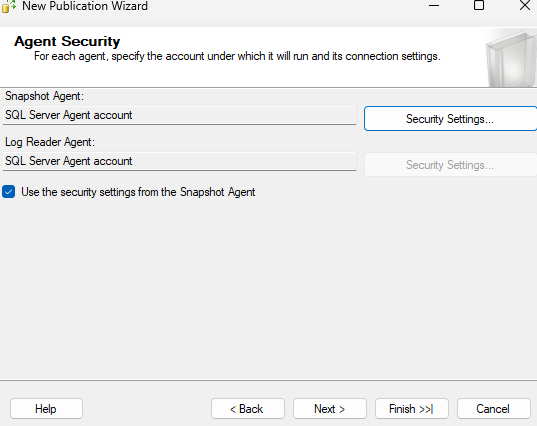 New Publication Wizard
Agent Security
For each agent, specify the account under which it will run and its connection settings.
Snapshot Agent:
SQL Server Agent account
Security Settings...
Log Reader Agent:
SQL Server Agent account
Security Settings...
Use the security settings from the Snapshot Agent
Help
< Back
Next >
Finish >>|
Cancel